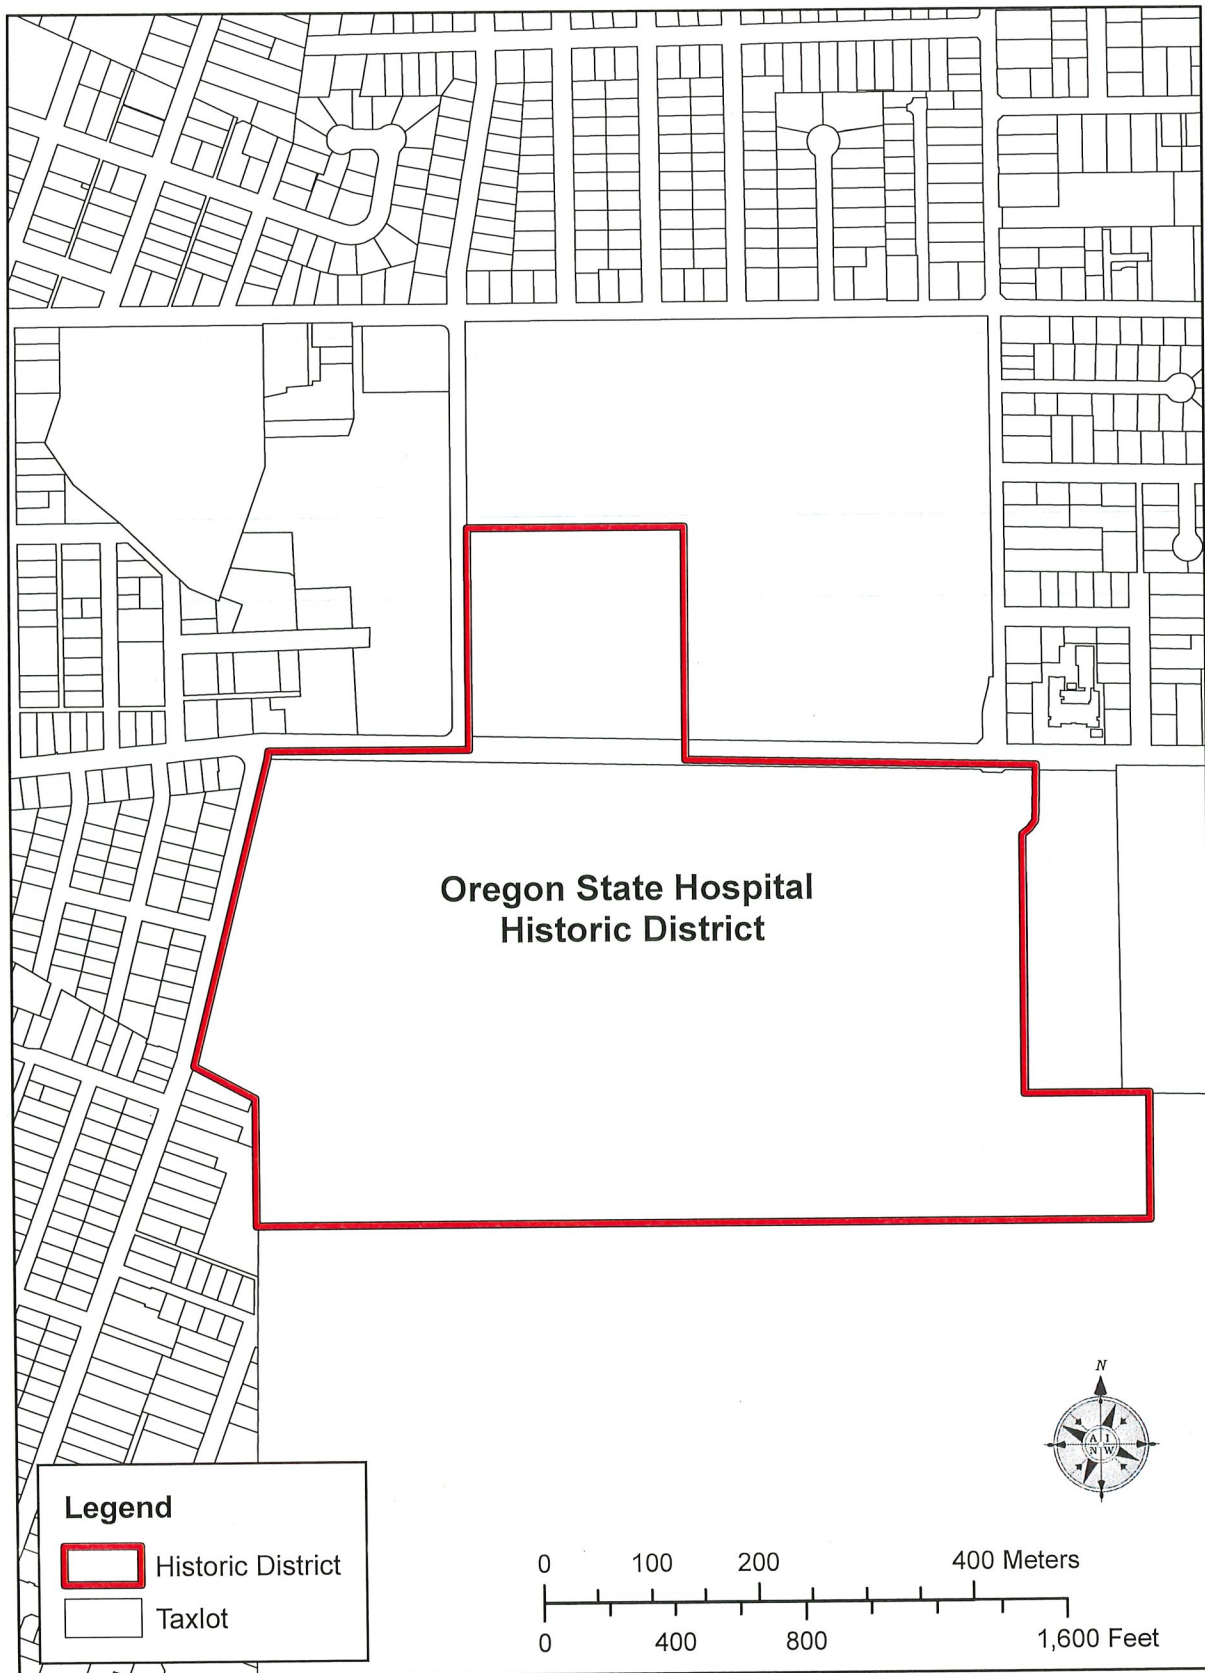 Oregon State Hospital
Historic District
N
A I
N W
Legend
Historic District
Taxlot
0 100 200 400 Meters
0 400 800 1,600 Feet